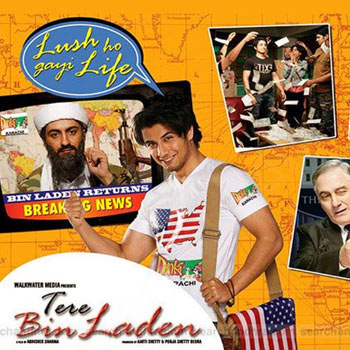 Lush ho
gayi Life
KARACHI
BIN LADEN RETURNS
BREAKING NEWS
KARACHI
WALKWATER MEDIA PRESENTS
Tere
Bin Laden
A FILM BY ABHISHEK SHARMA
PRODUCED BY AARTI SHETTY & POOJA SHETTY DEORA